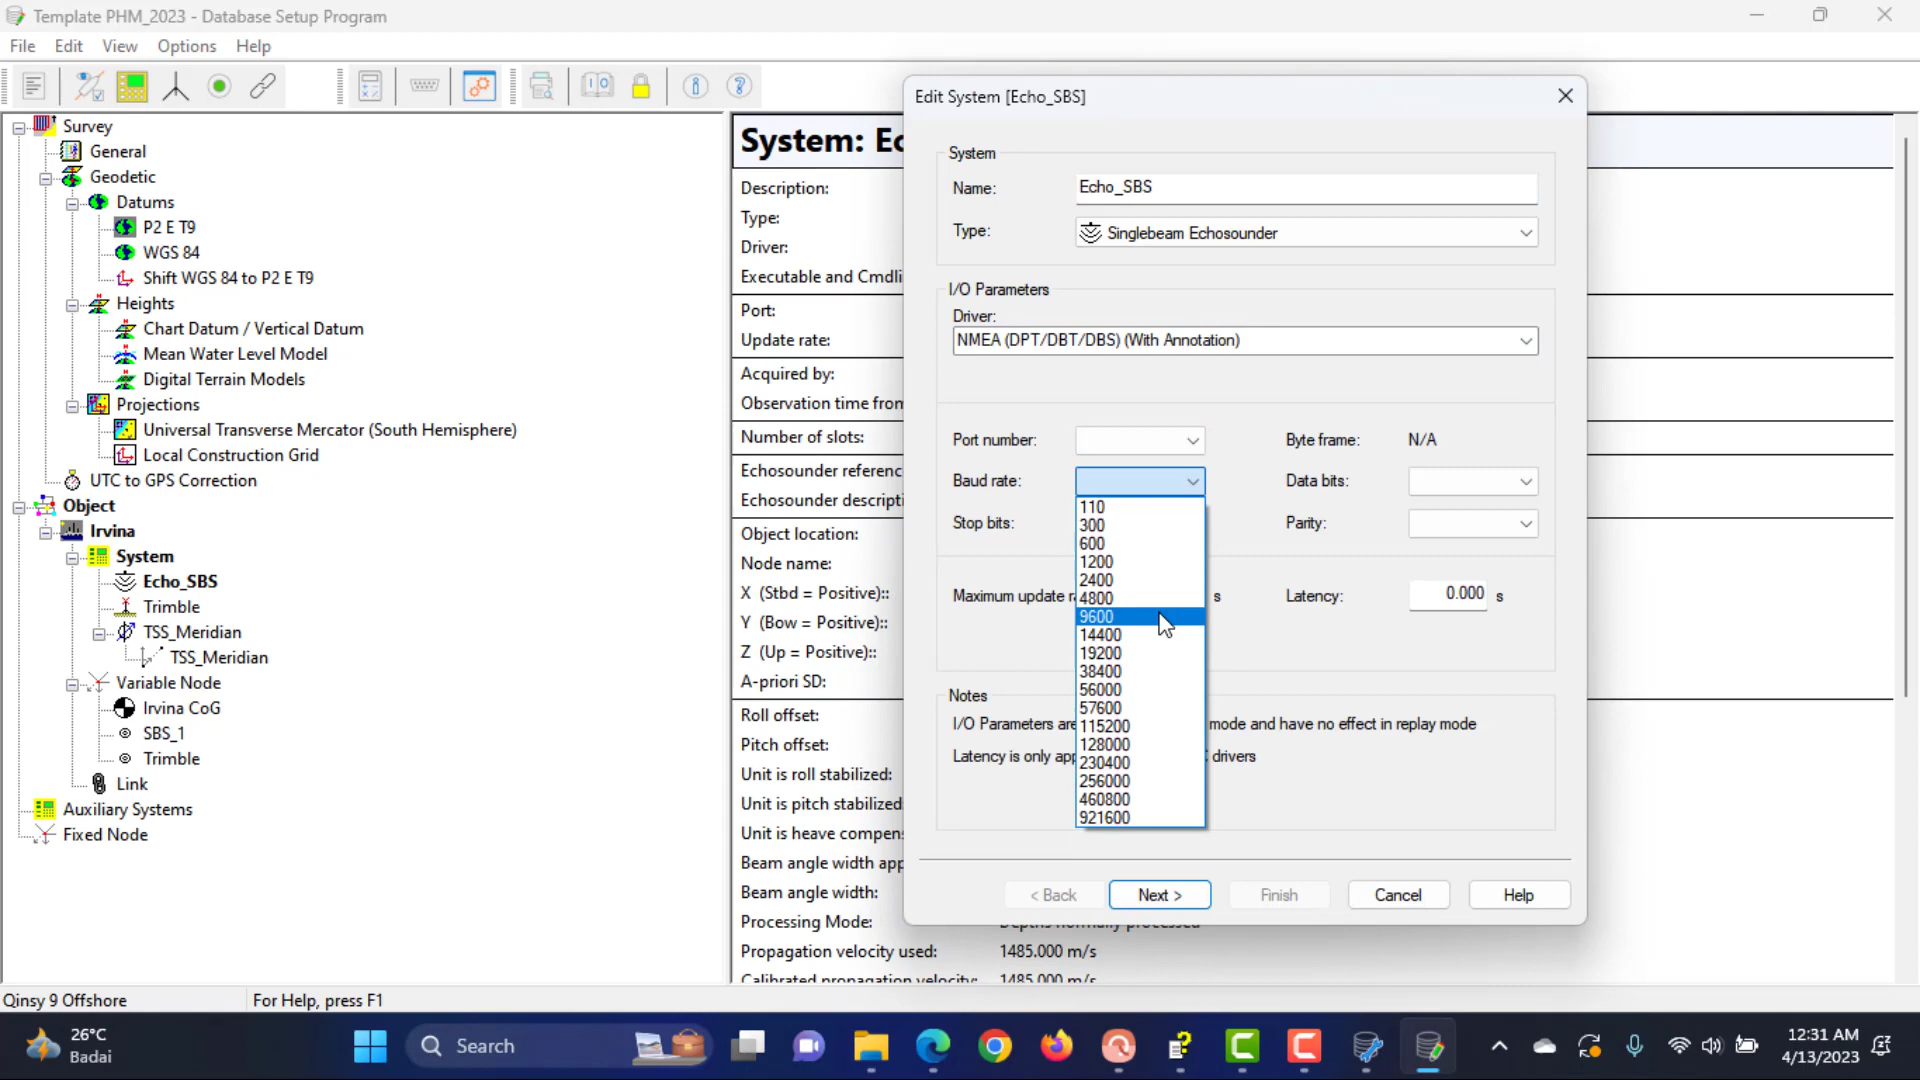 Template PHM_2023 - Database Setup Program
File Edit View Options Help
Survey
General
Geodetic
Datums
P2 E T9
WGS 84
Shift WGS 84 to P2 E T9
Heights
Chart Datum / Vertical Datum
Mean Water Level Model
Digital Terrain Models
Projections
Universal Transverse Mercator (South Hemisphere)
Local Construction Grid
UTC to GPS Correction
Object
Irvina
System
Echo_SBS
Trimble
TSS_Meridian
TSS_Meridian
Variable Node
Irvina CoG
SBS_1
Trimble
Link
Auxiliary Systems
Fixed Node
System: Ec
Description:
Type:
Driver:
Executable and Cmdli
Port:
Update rate:
Acquired by:
Observation time from
Number of slots:
Echosounder referenc
Echosounder descripti
Object location:
Node name:
X (Stbd = Positive)::
Y (Bow = Positive)::
Z (Up = Positive)::
A-priori SD:
Roll offset:
Pitch offset:
Unit is roll stabilized:
Unit is pitch stabilized
Unit is heave compens
Beam angle width app
Beam angle width:
Processing Mode: Depths normally processed
Propagation velocity used: 1485.000 m/s
Calibrated propagation velocity: 1485.000 m/s
Edit System [Echo_SBS]
System
Name: Echo_SBS
Type: Singlebeam Echosounder
I/O Parameters
Driver:
NMEA (DPT/DBT/DBS) (With Annotation)
Port number: Byte frame: N/A
Baud rate: Data bits:
Stop bits: Parity:
110
300
600
1200
2400
4800
9600
14400
19200
38400
56000
57600
115200
128000
230400
256000
460800
921600
Maximum update r s Latency: 0.000 s
Notes
I/O Parameters are mode and have no effect in replay mode
Latency is only app drivers
< Back Next > Finish Cancel Help
Qinsy 9 Offshore For Help, press F1
26°C
Badai
Search
12:31 AM
4/13/2023